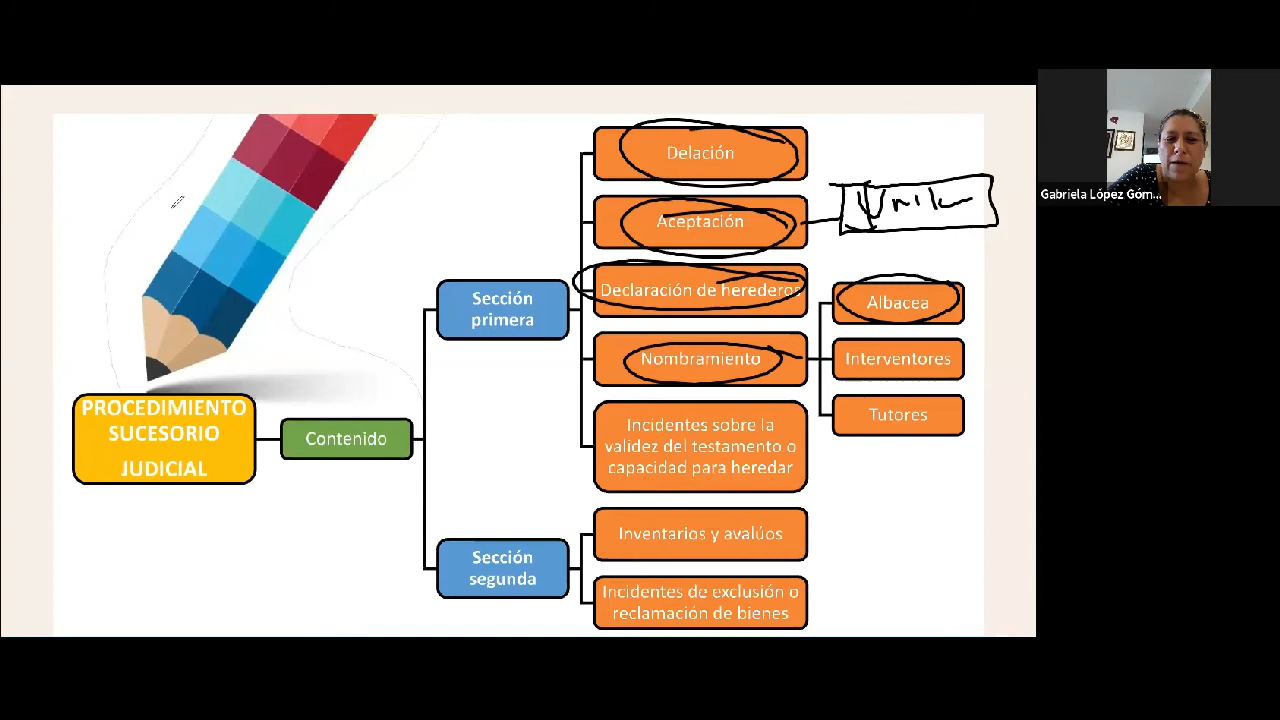 Delación
Aceptación
Gabriela López Góm...
Declaración de herederos
Sección
primera
Albacea
Nombramiento
Interventores
PROCEDIMIENTO
SUCESORIO
JUDICIAL
Contenido
Tutores
Incidentes sobre la
validez del testamento o
capacidad para heredar
Inventarios y avalúos
Sección
segunda
Incidentes de exclusión o
reclamación de bienes